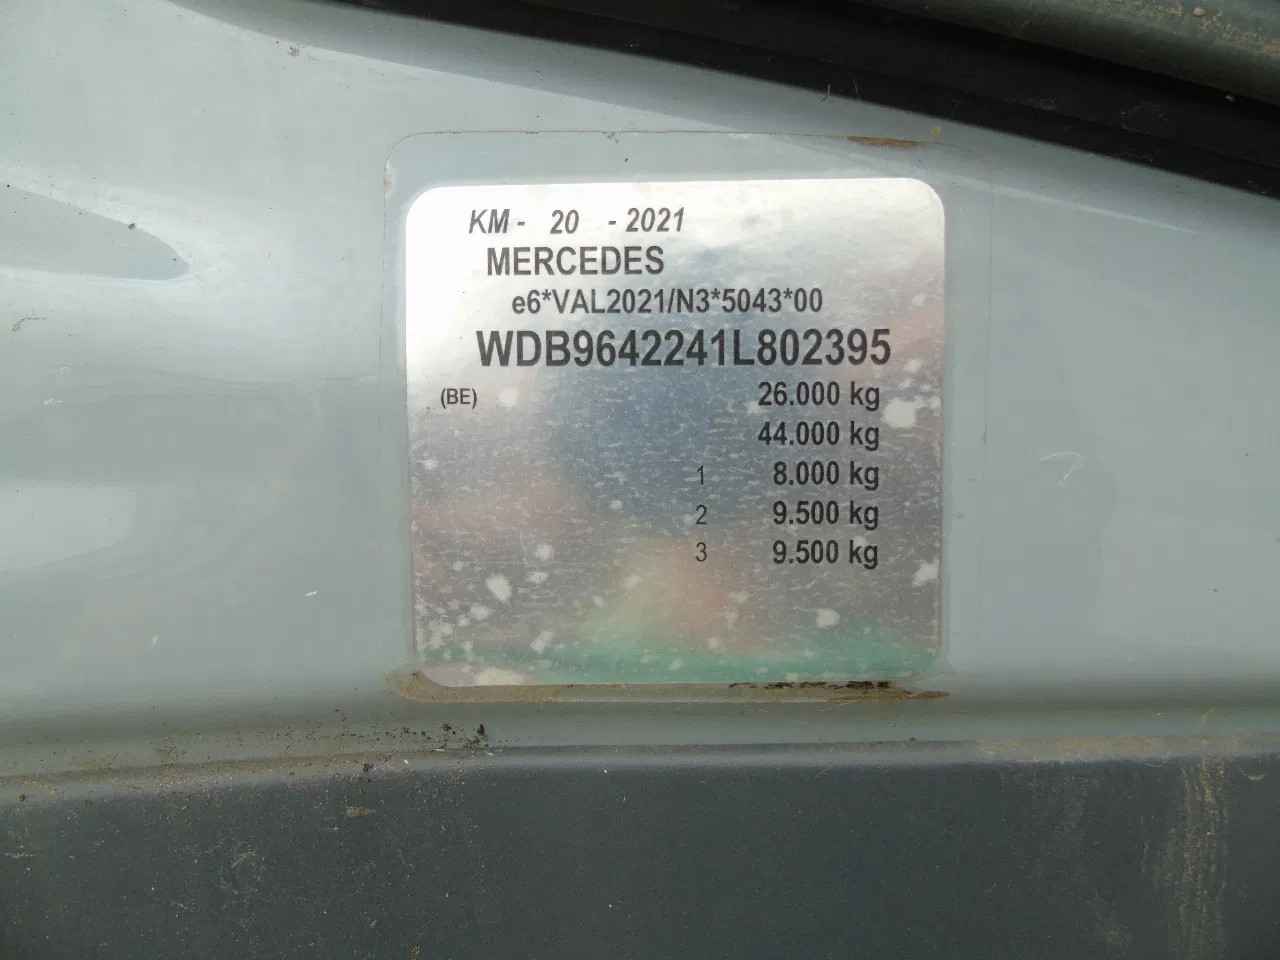 KM - 20 - 2021
MERCEDES
e6*VAL2021/N3*5043*00
WDB9642241L802395
(BE) 26.000 kg
44.000 kg
1 8.000 kg
2 9.500 kg
3 9.500 kg